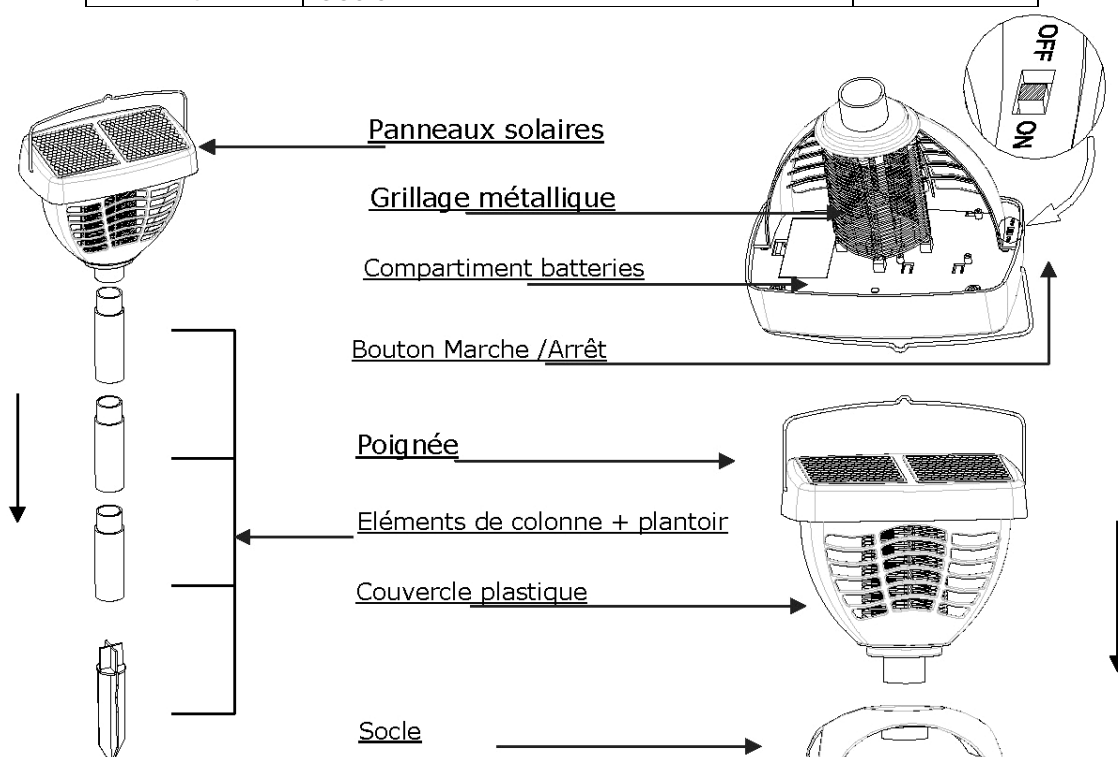 OFF
ON
Panneaux solaires
Grillage métallique
Compartiment batteries
Bouton Marche /Arrêt
Poignée
Eléments de colonne + plantoir
Couvercle plastique
Socle